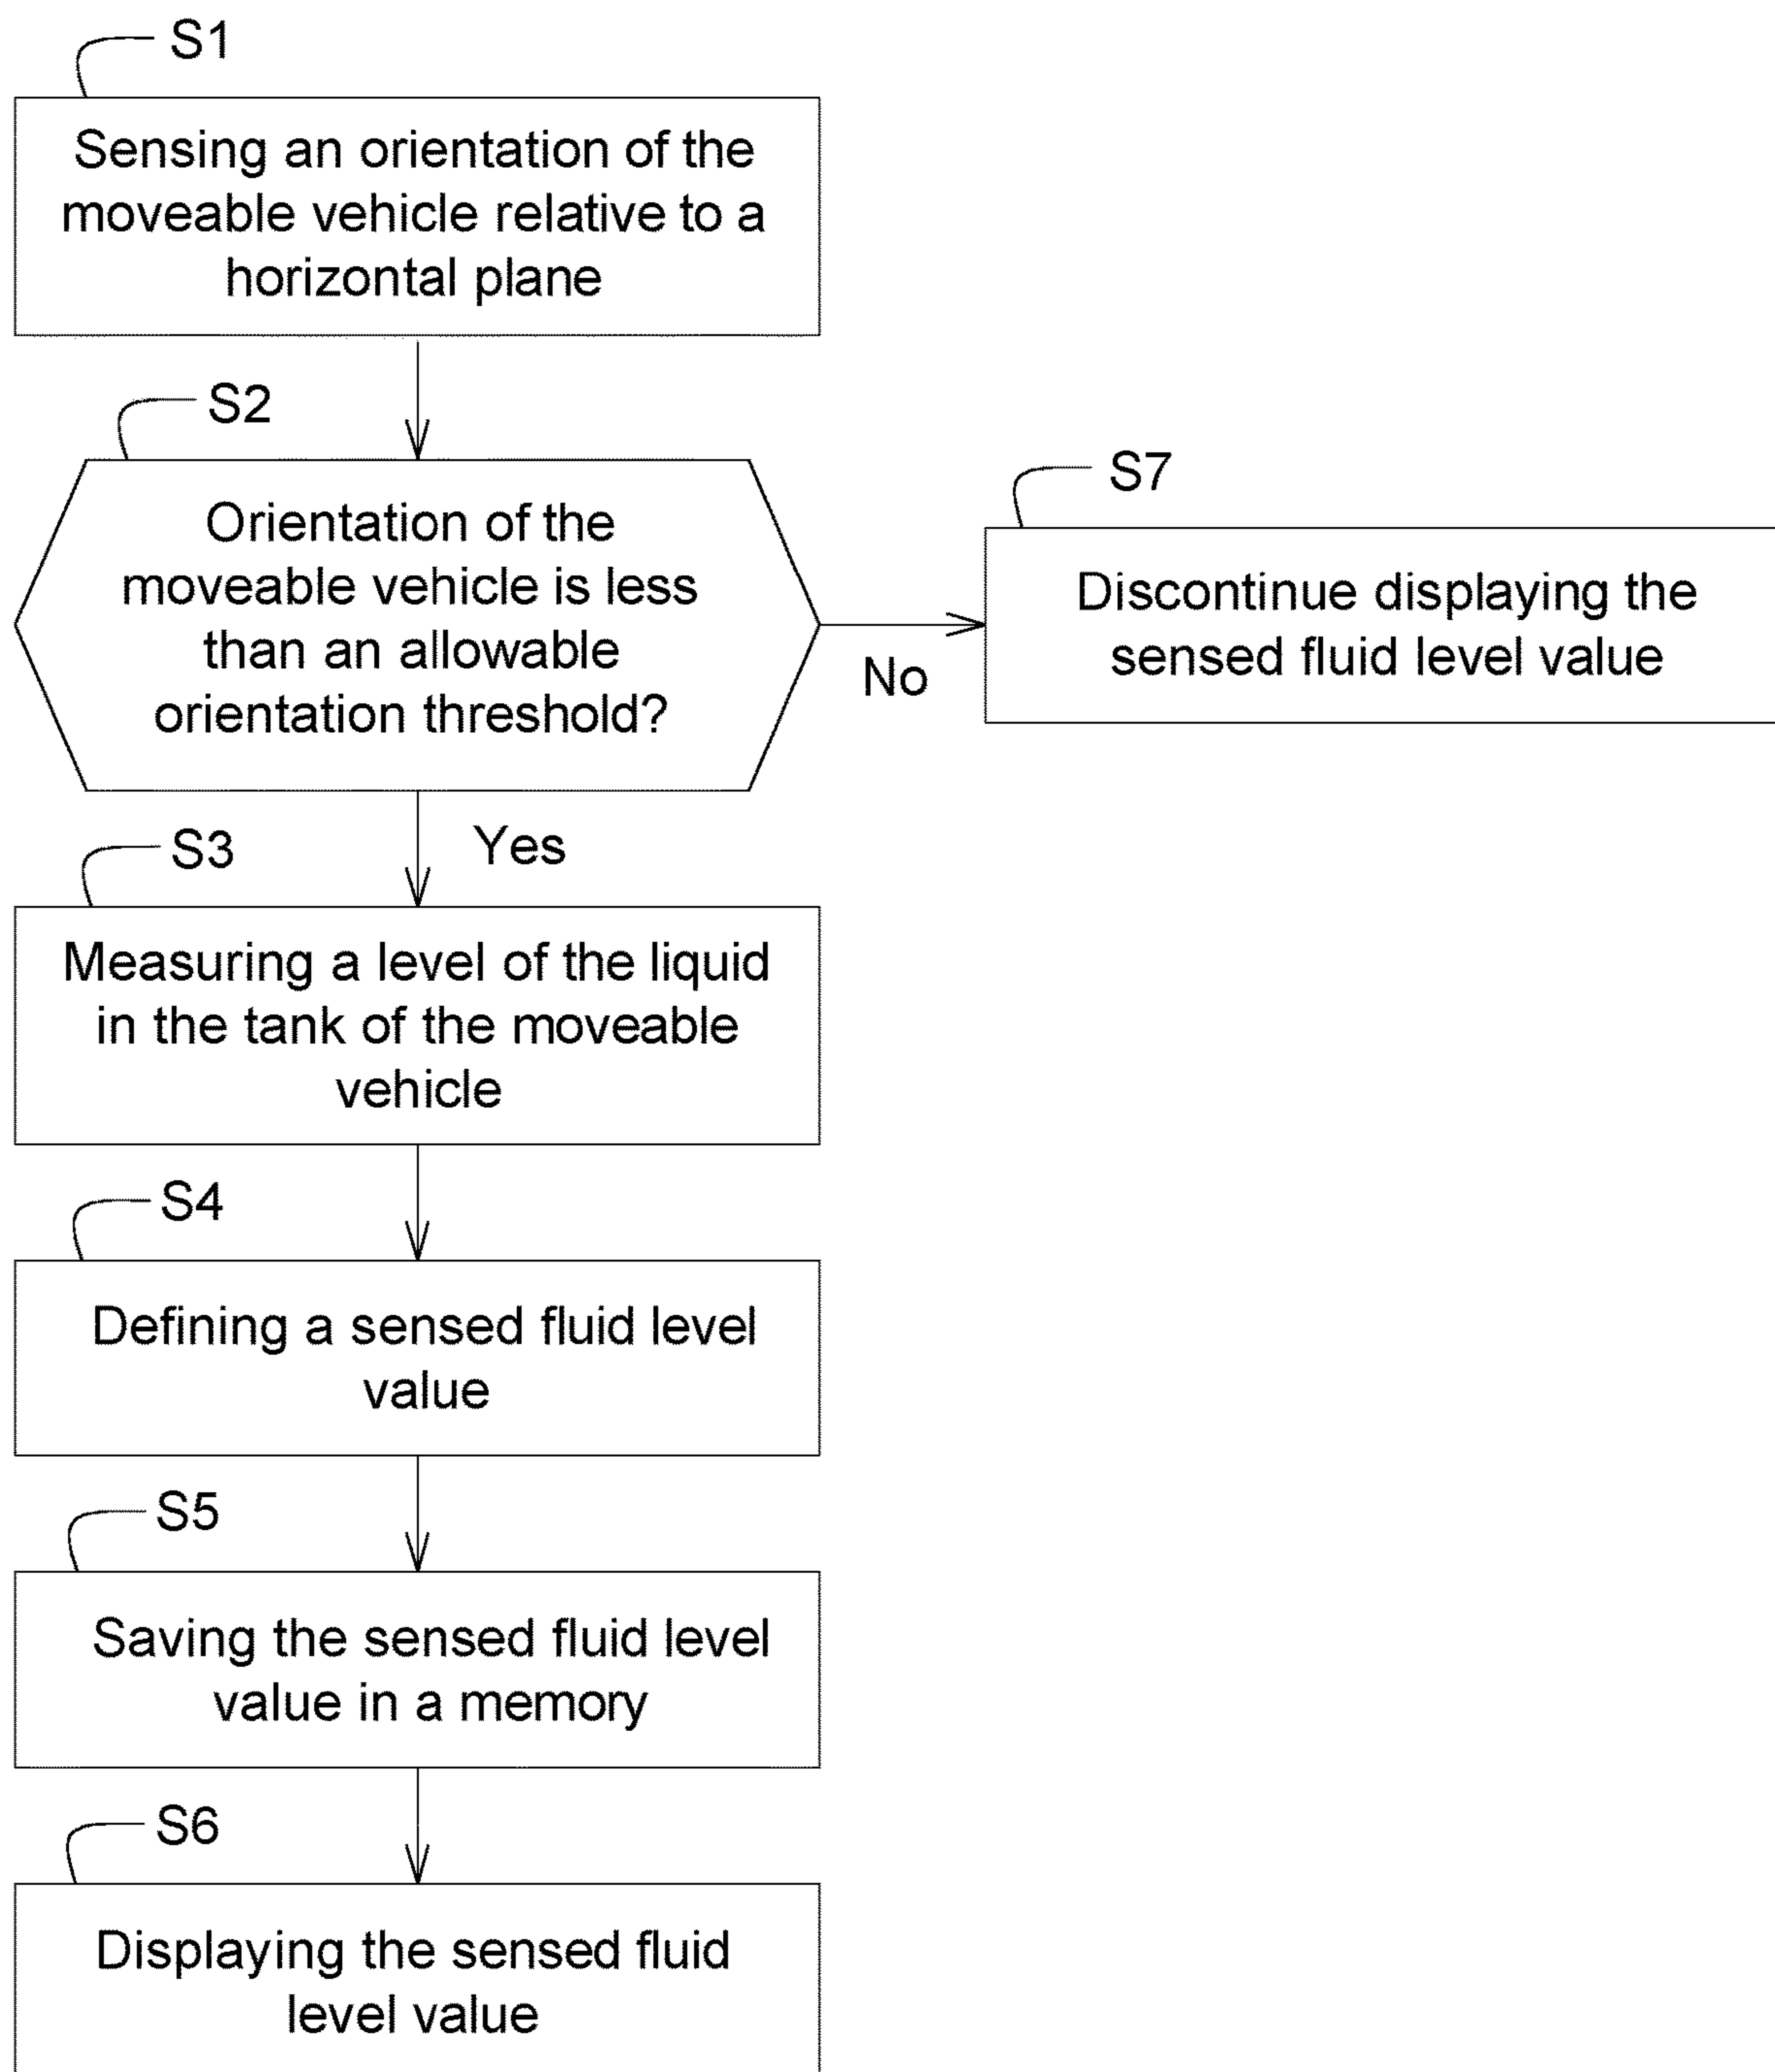 S1
Sensing an orientation of the
moveable vehicle relative to a
horizontal plane
S2
Orientation of the
moveable vehicle is less
than an allowable
orientation threshold?
No
S7
Discontinue displaying the
sensed fluid level value
Yes
S3
Measuring a level of the liquid
in the tank of the moveable
vehicle
S4
Defining a sensed fluid level
value
S5
Saving the sensed fluid level
value in a memory
S6
Displaying the sensed fluid
level value